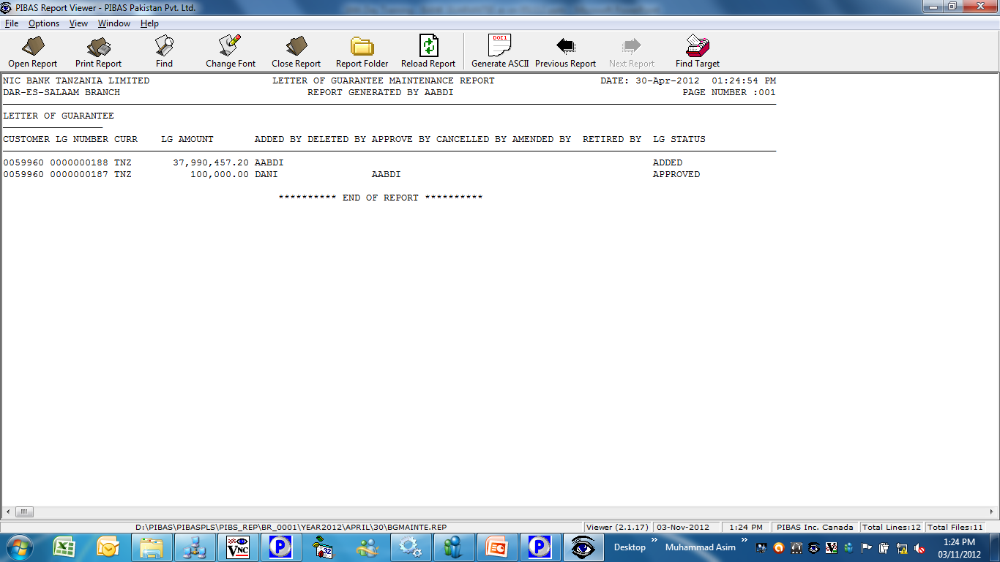 PIBAS Report Viewer - PIBAS Pakistan Pvt. Ltd.
File Options View Window Help
Open Report Print Report Find Change Font Close Report Report Folder Reload Report Generate ASCII Previous Report Next Report Find Target
NIC BANK TANZANIA LIMITED LETTER OF GUARANTEE MAINTENANCE REPORT DATE: 30-Apr-2012 01:24:54 PM
DAR-ES-SALAAM BRANCH REPORT GENERATED BY AABDI PAGE NUMBER :001
LETTER OF GUARANTEE
CUSTOMER LG NUMBER CURR LG AMOUNT ADDED BY DELETED BY APPROVE BY CANCELLED BY AMENDED BY RETIRED BY LG STATUS
0059960 0000000188 TNZ 37,990,457.20 AABDI ADDED
0059960 0000000187 TNZ 100,000.00 DANI AABDI APPROVED
********** END OF REPORT **********
D:\PIBAS\PIBASPLS\PIBS_REP\BR_0001\YEAR2012\APRIL\30\BGMAINTE.REP Viewer (2.1.17) 03-Nov-2012 1:24 PM PIBAS Inc. Canada Total Lines:12 Total Files:11
Desktop » Muhammad Asim » 1:24 PM
03/11/2012